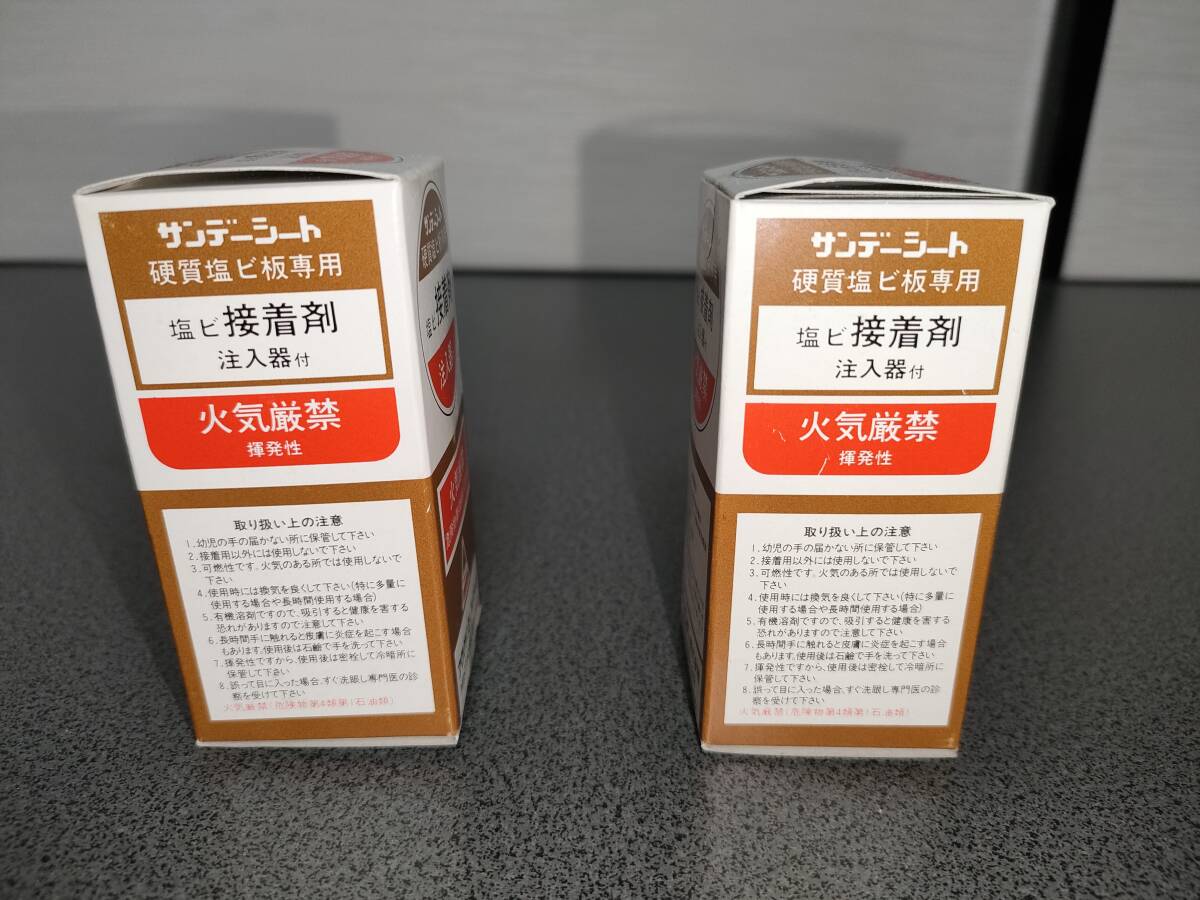 サンデーシート
硬質塩ビ板専用
塩ビ接着剤
注入器付
火気厳禁
揮発性
取り扱い上の注意
1.幼児の手の届かない所に保管して下さい
2.接着用以外には使用しないで下さい
3.可燃性です。火気のある所では使用しないで
下さい
4.使用時には換気を良くして下さい(特に多量に
使用する場合や長時間使用する場合)
5.有機溶剤ですので、吸引すると健康を害する
恐れがありますので注意して下さい
6.長時間手に触れると皮膚に炎症を起こす場合
もあります。使用後は石鹼で手を洗って下さい
7.揮発性ですから、使用後は密栓して冷暗所に
保管して下さい
8.誤って目に入った場合、すぐ洗眼し専門医の診
察を受けて下さい
火気厳禁(危険物第4類第1石油類)
サンデーシート
塩ビ接着剤
注入器
サンデーシート
硬質塩ビ板専用
塩ビ接着剤
注入器付
火気厳禁
揮発性
取り扱い上の注意
1.幼児の手の届かない所に保管して下さい
2.接着用以外には使用しないで下さい
3.可燃性です。火気のある所では使用しないで
下さい
4.使用時には換気を良くして下さい(特に多量に
使用する場合や長時間使用する場合)
5.有機溶剤ですので、吸引すると健康を害する
恐れがありますので注意して下さい
6.長時間手に触れると皮膚に炎症を起こす場合
もあります。使用後は石鹼で手を洗って下さい
7.揮発性ですから、使用後は密栓して冷暗所に
保管して下さい
8.誤って目に入った場合、すぐ洗眼し専門医の診
察を受けて下さい
火気厳禁(危険物第4類第1石油類)